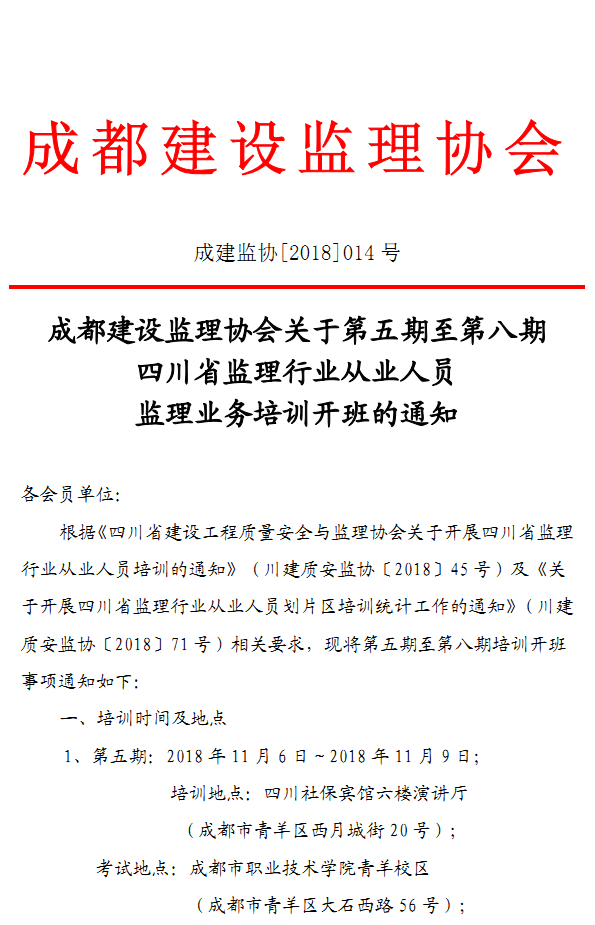 成都建设监理协会
成建监协[2018]014 号
成都建设监理协会关于第五期至第八期
四川省监理行业从业人员
监理业务培训开班的通知
各会员单位：
根据《四川省建设工程质量安全与监理协会关于开展四川省监理
行业从业人员培训的通知》（川建质安监协〔2018〕45 号）及《关
于开展四川省监理行业从业人员划片区培训统计工作的通知》（川建
质安监协〔2018〕71 号）相关要求，现将第五期至第八期培训开班
事项通知如下：
一、培训时间及地点
1、第五期：2018 年 11 月 6 日～2018 年 11 月 9 日；
培训地点：四川社保宾馆六楼演讲厅
（成都市青羊区西月城街 20 号）；
考试地点：成都市职业技术学院青羊校区
（成都市青羊区大石西路 56 号）；